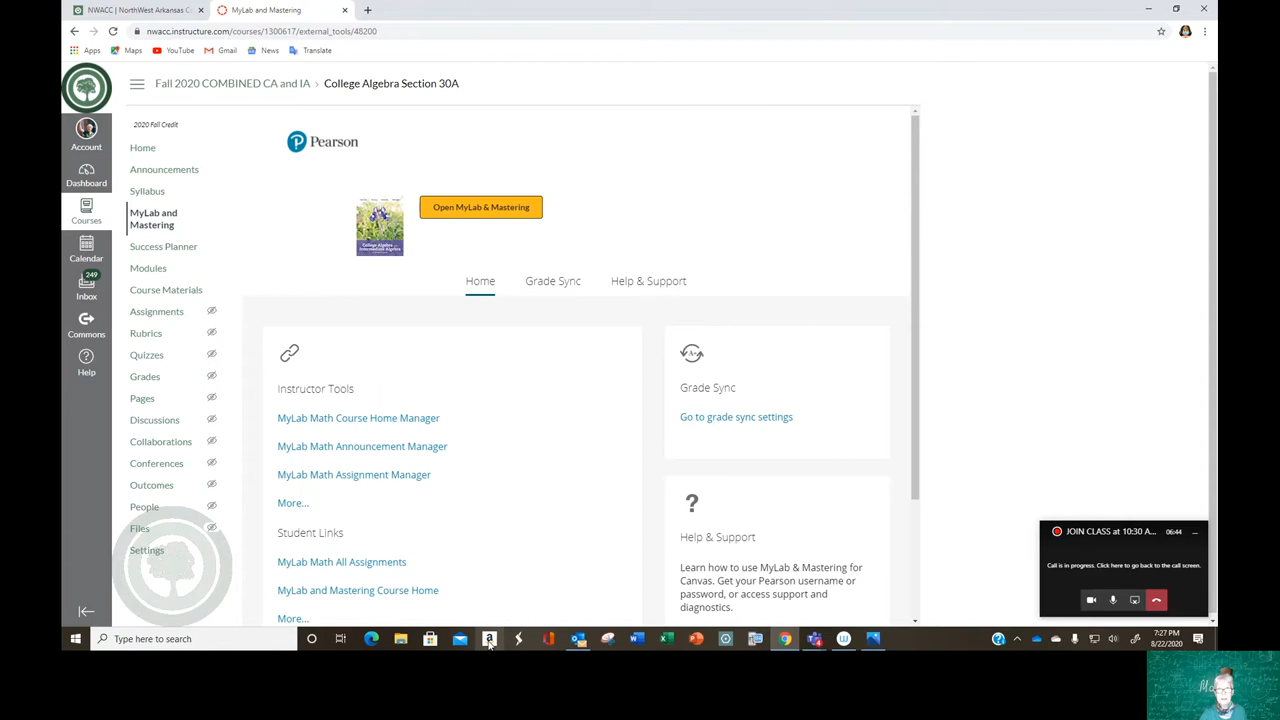 NWACC | NorthWest Arkansas Co
MyLab and Mastering
nwacc.instructure.com/courses/1300617/external_tools/48200
Apps
Maps
YouTube
Gmail
News
Translate
Fall 2020 COMBINED CA and IA
College Algebra Section 30A
Account
Dashboard
Courses
Calendar
249
Inbox
Commons
Help
2020 Fall Credit
Home
Announcements
Syllabus
MyLab and
Mastering
Success Planner
Modules
Course Materials
Assignments
Rubrics
Quizzes
Grades
Pages
Discussions
Collaborations
Conferences
Outcomes
People
Files
Settings
Pearson
College Algebra
Intermediate Algebra
Open MyLab & Mastering
Home
Grade Sync
Help & Support
Instructor Tools
MyLab Math Course Home Manager
MyLab Math Announcement Manager
MyLab Math Assignment Manager
More...
Student Links
MyLab Math All Assignments
MyLab and Mastering Course Home
More...
A+
Grade Sync
Go to grade sync settings
Help & Support
Learn how to use MyLab & Mastering for
Canvas. Get your Pearson username or
password, or access support and
diagnostics.
JOIN CLASS at 10:30 A...
06:44
Call is in progress. Click here to go back to the call screen.
Type here to search
7:27 PM
8/22/2020